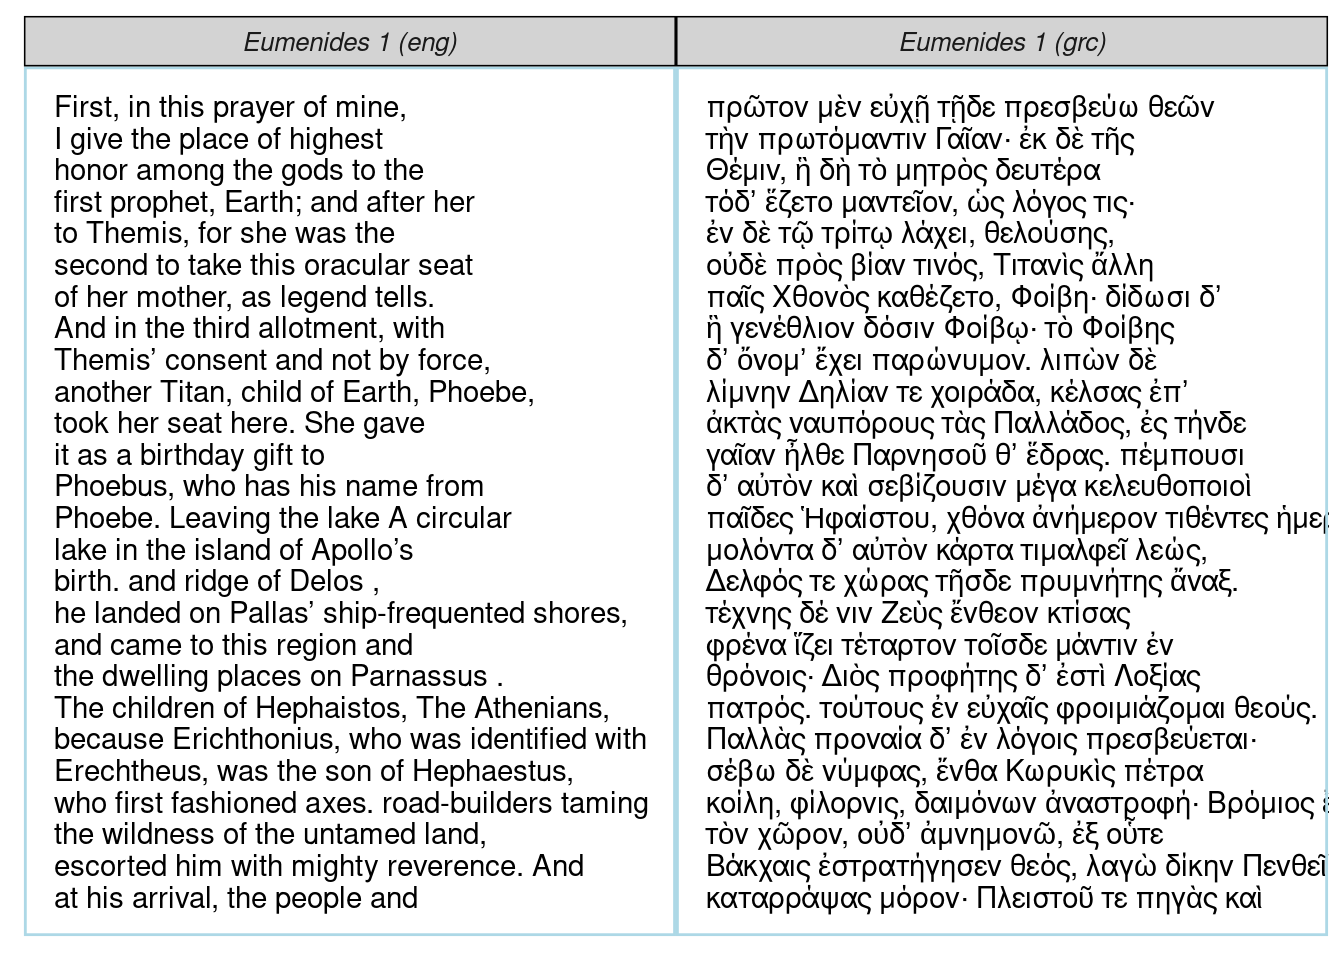 Eumenides 1 (eng)
First, in this prayer of mine,
I give the place of highest
honor among the gods to the
first prophet, Earth; and after her
to Themis, for she was the
second to take this oracular seat
of her mother, as legend tells.
And in the third allotment, with
Themis’ consent and not by force,
another Titan, child of Earth, Phoebe,
took her seat here. She gave
it as a birthday gift to
Phoebus, who has his name from
Phoebe. Leaving the lake A circular
lake in the island of Apollo’s
birth. and ridge of Delos ,
he landed on Pallas’ ship-frequented shores,
and came to this region and
the dwelling places on Parnassus .
The children of Hephaistos, The Athenians,
because Erichthonius, who was identified with
Erechtheus, was the son of Hephaestus,
who first fashioned axes. road-builders taming
the wildness of the untamed land,
escorted him with mighty reverence. And
at his arrival, the people and
Eumenides 1 (grc)
πρῶτον μὲν εὐχῇ τῇδε πρεσβεύω θεῶν
τὴν πρωτόμαντιν Γαῖαν· ἐκ δὲ τῆς
Θέμιν, ἣ δὴ τὸ μητρὸς δευτέρα
τόδ’ ἕζετο μαντεῖον, ὡς λόγος τις·
ἐν δὲ τῷ τρίτῳ λάχει, θελούσης,
οὐδὲ πρὸς βίαν τινός, Τιτανὶς ἄλλη
παῖς Χθονὸς καθέζετο, Φοίβη· δίδωσι δ’
ἣ γενέθλιον δόσιν Φοίβῳ· τὸ Φοίβης
δ’ ὄνομ’ ἔχει παρώνυμον. λιπὼν δὲ
λίμνην Δηλίαν τε χοιράδα, κέλσας ἐπ’
ἀκτὰς ναυπόρους τὰς Παλλάδος, ἐς τήνδε
γαῖαν ἦλθε Παρνησοῦ θ’ ἕδρας. πέμπουσι
δ’ αὐτὸν καὶ σεβίζουσιν μέγα κελευθοποιοὶ
παῖδες Ἡφαίστου, χθόνα ἀνήμερον τιθέντες
μολόντα δ’ αὐτὸν κάρτα τιμαλφεῖ λεώς,
Δελφός τε χώρας τῆσδε πρυμνήτης ἄναξ.
τέχνης δέ νιν Ζεὺς ἔνθεον κτίσας
φρένα ἵζει τέταρτον τοῖσδε μάντιν ἐν
θρόνοις· Διὸς προφήτης δ’ ἐστὶ Λοξίας
πατρός. τούτους ἐν εὐχαῖς φροιμιάζομαι θεούς.
Παλλὰς προναία δ’ ἐν λόγοις πρεσβεύεται·
σέβω δὲ νύμφας, ἔνθα Κωρυκὶς πέτρα
κοίλη, φίλορνις, δαιμόνων ἀναστροφή· Βρόμιος
τὸν χῶρον, οὐδ’ ἀμνημονῶ, ἐξ οὗτε
Βάκχαις ἐστρατήγησεν θεός, λαγὼ δίκην Πενθεῖ
καταρράψας μόρον· Πλειστοῦ τε πηγὰς καὶ